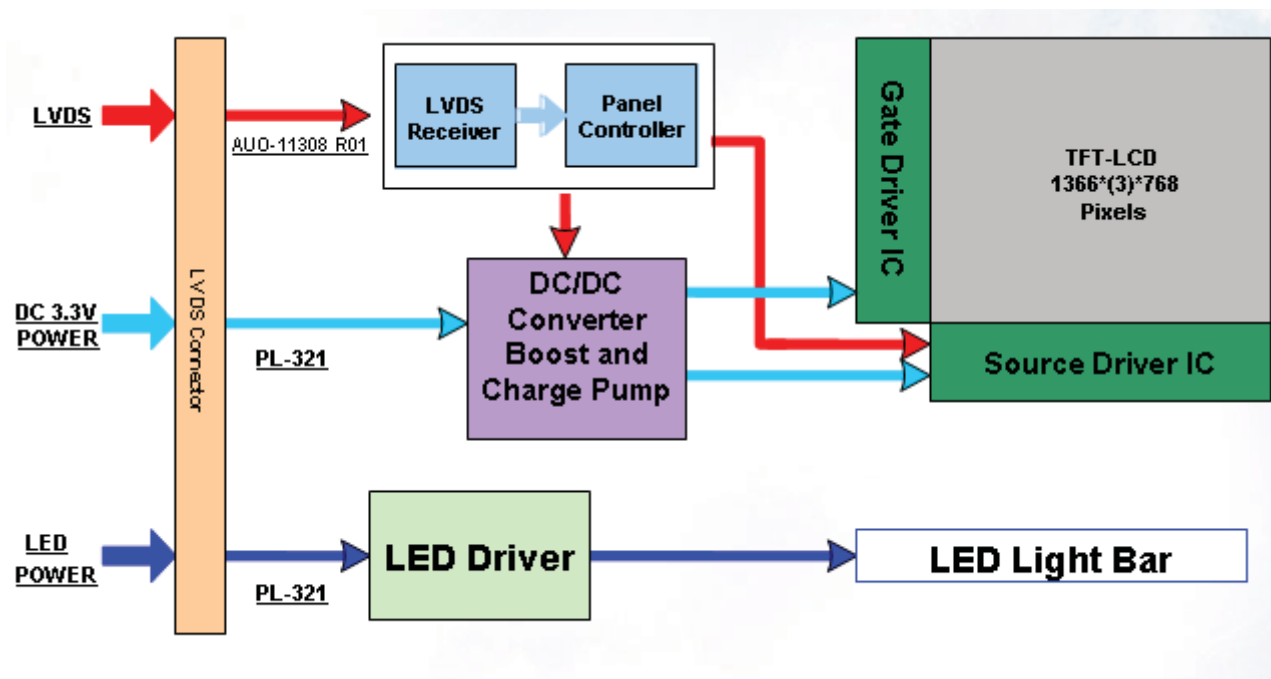 LVDS
AUO-11308 R01
LVDS
Receiver
Panel
Controller
Gate Driver IC
TFT-LCD
1366*(3)*768
Pixels
DC 3.3V
POWER
LVDS Connector
PL-321
DC/DC
Converter
Boost and
Charge Pump
Source Driver IC
LED
POWER
PL-321
LED Driver
LED Light Bar